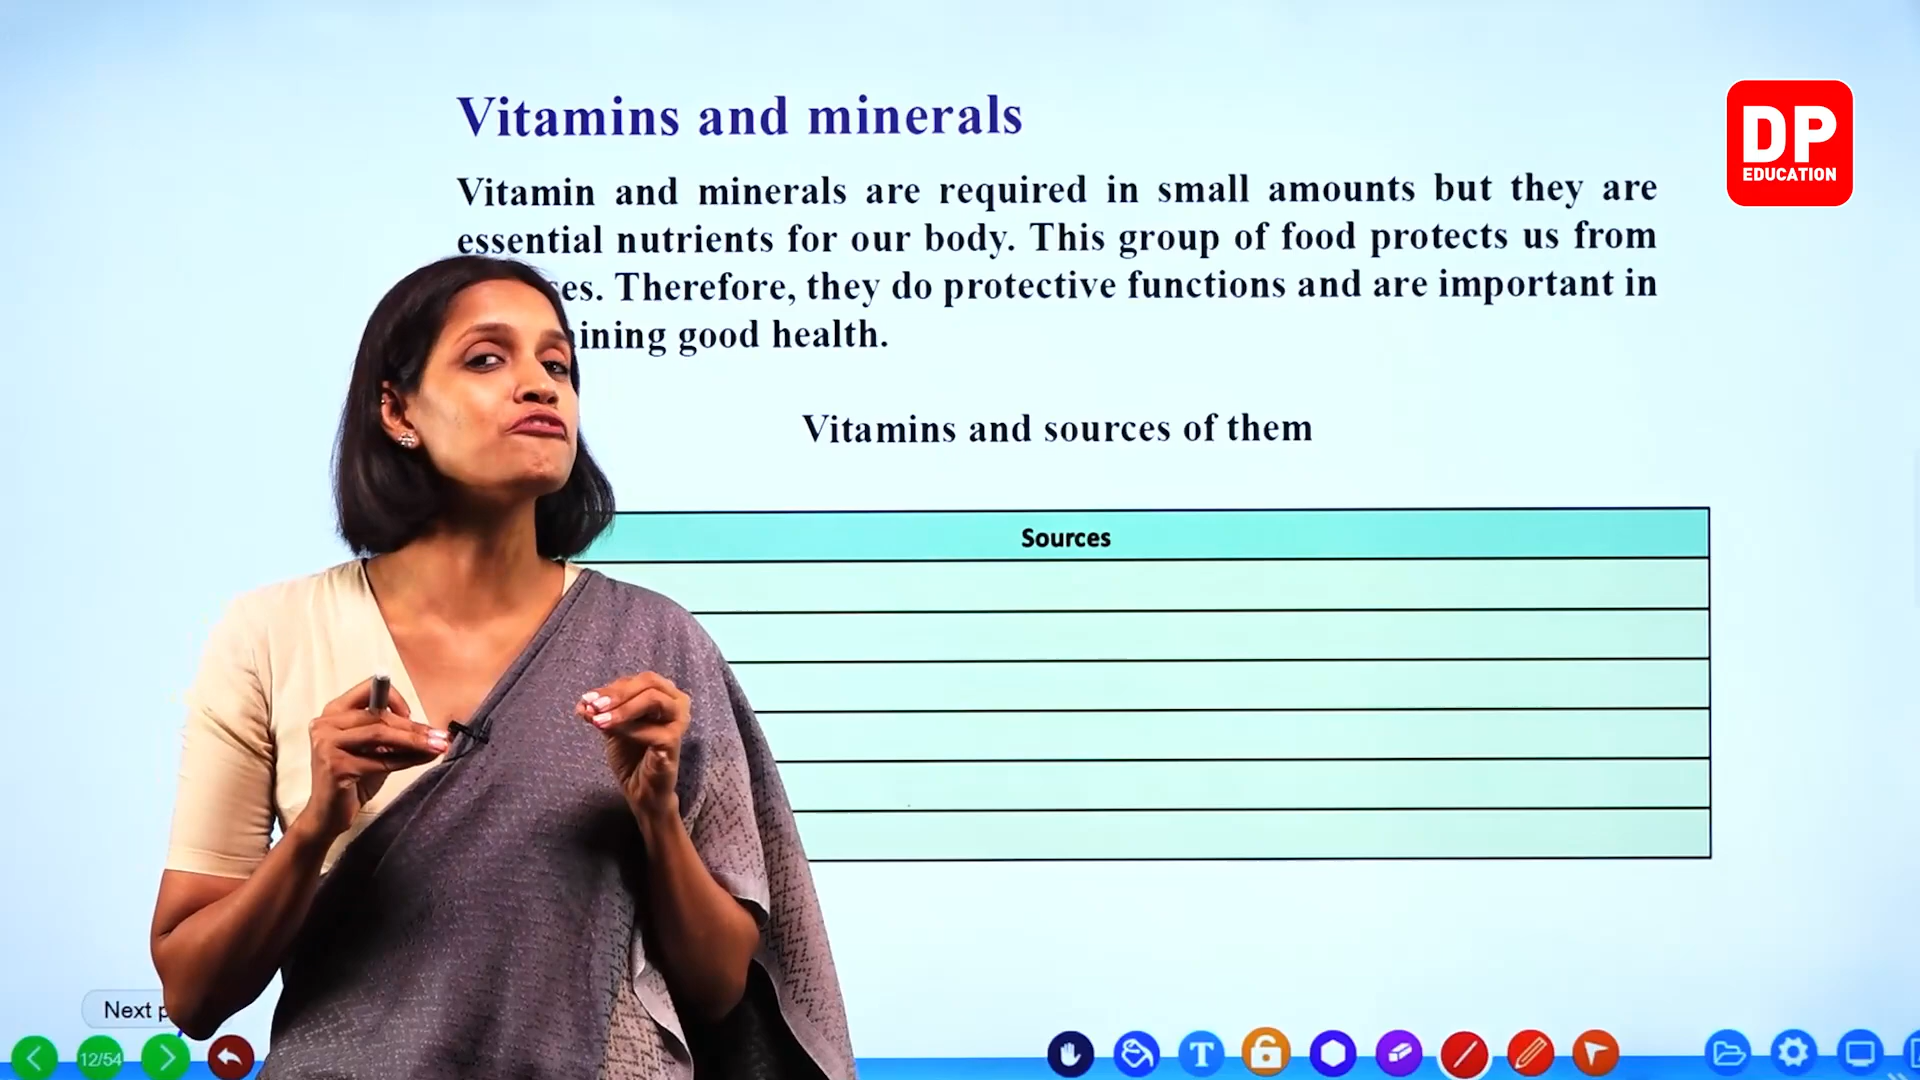 Vitamins and minerals
DP
EDUCATION
Vitamin and minerals are required in small amounts but they are
essential nutrients for our body. This group of food protects us from
ses. Therefore, they do protective functions and are important in
ining good health.
Vitamins and sources of them
Sources
Next p
12/54
T